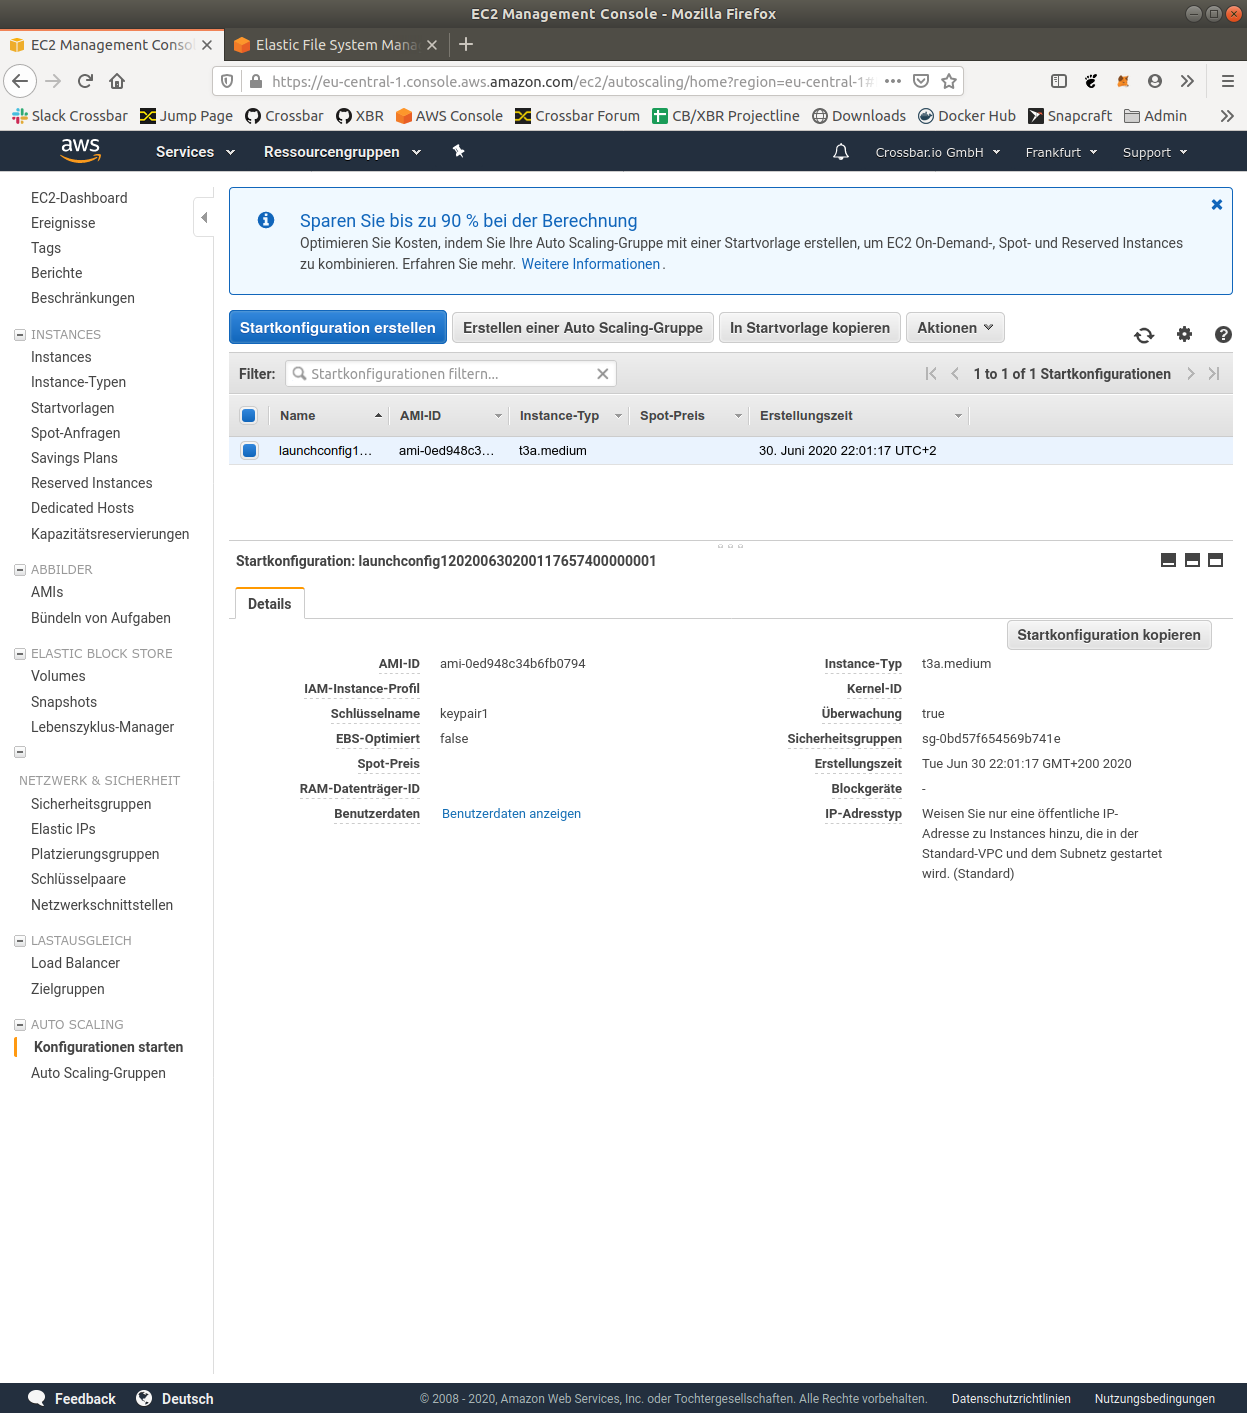 EC2 Management Console - Mozilla Firefox
EC2 Management Conso
Elastic File System Mana
https://eu-central-1.console.aws.amazon.com/ec2/autoscaling/home?region=eu-central-1#
Slack Crossbar
Jump Page
Crossbar
XBR
AWS Console
Crossbar Forum
CB/XBR Projectline
Downloads
Docker Hub
Snapcraft
Admin
aws
Services
Ressourcengruppen
Crossbar.io GmbH
Frankfurt
Support
EC2-Dashboard
Ereignisse
Tags
Berichte
Beschränkungen
INSTANCES
Instances
Instance-Typen
Startvorlagen
Spot-Anfragen
Savings Plans
Reserved Instances
Dedicated Hosts
Kapazitätsreservierungen
ABBILDER
AMIs
Bündeln von Aufgaben
ELASTIC BLOCK STORE
Volumes
Snapshots
Lebenszyklus-Manager
NETZWERK & SICHERHEIT
Sicherheitsgruppen
Elastic IPs
Platzierungsgruppen
Schlüsselpaare
Netzwerkschnittstellen
LASTAUSGLEICH
Load Balancer
Zielgruppen
AUTO SCALING
Konfigurationen starten
Auto Scaling-Gruppen
Sparen Sie bis zu 90 % bei der Berechnung
Optimieren Sie Kosten, indem Sie Ihre Auto Scaling-Gruppe mit einer Startvorlage erstellen, um EC2 On-Demand-, Spot- und Reserved Instances
zu kombinieren. Erfahren Sie mehr. Weitere Informationen.
Startkonfiguration erstellen
Erstellen einer Auto Scaling-Gruppe
In Startvorlage kopieren
Aktionen
Filter:
Startkonfigurationen filtern...
1 to 1 of 1 Startkonfigurationen
Name
AMI-ID
Instance-Typ
Spot-Preis
Erstellungszeit
launchconfig1...
ami-0ed948c3...
t3a.medium
30. Juni 2020 22:01:17 UTC+2
Startkonfiguration: launchconfig120200630200117657400000001
Details
Startkonfiguration kopieren
AMI-ID ami-0ed948c34b6fb0794
IAM-Instance-Profil
Schlüsselname keypair1
EBS-Optimiert false
Spot-Preis
RAM-Datenträger-ID
Benutzerdaten Benutzerdaten anzeigen
Instance-Typ t3a.medium
Kernel-ID
Überwachung true
Sicherheitsgruppen sg-0bd57f654569b741e
Erstellungszeit Tue Jun 30 22:01:17 GMT+200 2020
Blockgeräte -
IP-Adresstyp Weisen Sie nur eine öffentliche IP-
Adresse zu Instances hinzu, die in der
Standard-VPC und dem Subnetz gestartet
wird. (Standard)
Feedback
Deutsch
© 2008 - 2020, Amazon Web Services, Inc. oder Tochtergesellschaften. Alle Rechte vorbehalten.
Datenschutzrichtlinien
Nutzungsbedingungen